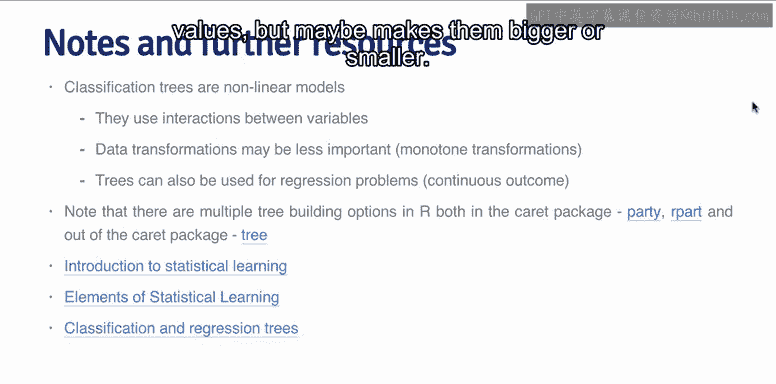 values, but maybe makes them bigger or
smaller.
Notes and further resources
· Classification trees are non-linear models
- They use interactions between variables
- Data transformations may be less important (monotone transformations)
- Trees can also be used for regression problems (continuous outcome)
· Note that there are multiple tree building options in R both in the caret package - party, rpart and
out of the caret package - tree
· Introduction to statistical learning
· Elements of Statistical Learning
· Classification and regression trees